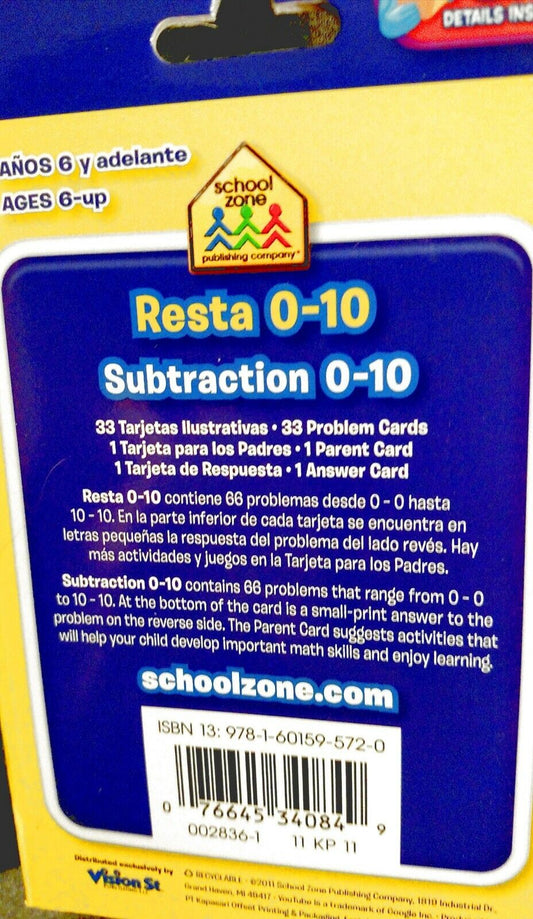 DETAILS INS
AÑOS 6 y adelante
AGES 6-up
school
zone
publishing company
Resta 0-10
Subtraction 0-10
33 Tarjetas Ilustrativas • 33 Problem Cards
1 Tarjeta para los Padres • 1 Parent Card
1 Tarjeta de Respuesta • 1 Answer Card
Resta 0-10 contiene 66 problemas desde 0 - 0 hasta
10 - 10. En la parte inferior de cada tarjeta se encuentra en
letras pequeñas la respuesta del problema del lado revés. Hay
más actividades y juegos en la Tarjeta para los Padres.
Subtraction 0-10 contains 66 problems that range from 0 - 0
to 10 - 10. At the bottom of the card is a small-print answer to the
problem on the reverse side. The Parent Card suggests activities that
will help your child develop important math skills and enjoy learning.
schoolzone.com
ISBN 13: 978-1-60159-572-0
0 76645 34084 9
002836-1 11 KP 11
Distributed exclusively by
Vision St
RECYCLABLE · ©2011 School Zone Publishing Company, 1819 Industrial Dr.,
Grand Haven, MI 49417 · YouTube is a trademark of Google Inc.
Offset Printing &